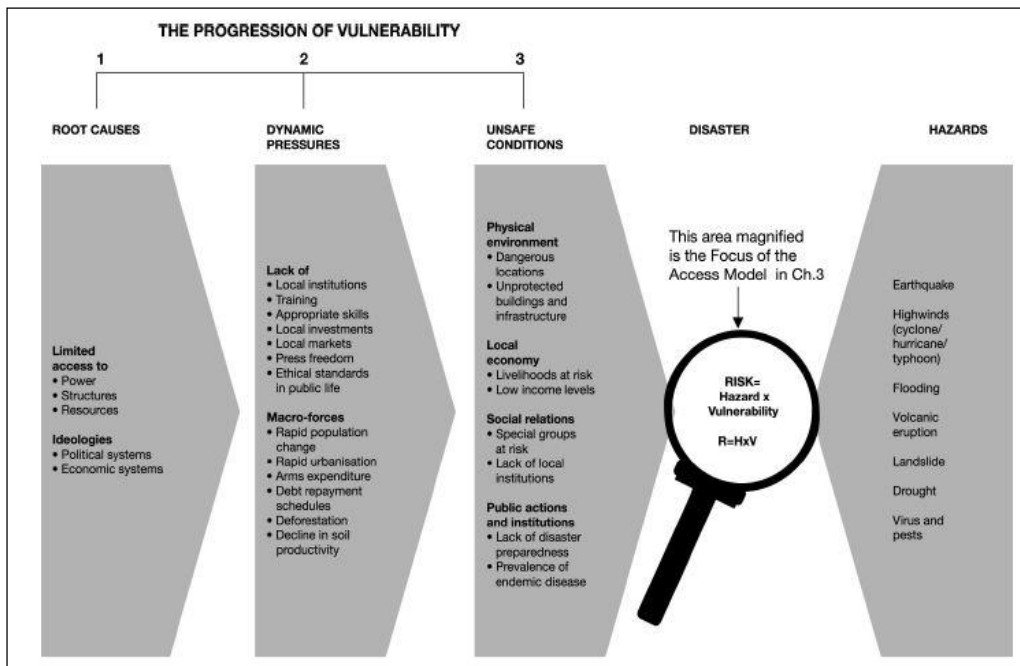 THE PROGRESSION OF VULNERABILITY
1
2
3
ROOT CAUSES
DYNAMIC
PRESSURES
UNSAFE
CONDITIONS
DISASTER
HAZARDS
Limited
access to
• Power
• Structures
• Resources
Ideologies
• Political systems
• Economic systems
Lack of
• Local institutions
• Training
• Appropriate skills
• Local investments
• Local markets
• Press freedom
• Ethical standards
in public life
Macro-forces
• Rapid population
change
• Rapid urbanisation
• Arms expenditure
• Debt repayment
schedules
• Deforestation
• Decline in soil
productivity
Physical
environment
• Dangerous
locations
• Unprotected
buildings and
infrastructure
Local
economy
• Livelihoods at risk
• Low income levels
Social relations
• Special groups
at risk
• Lack of local
institutions
Public actions
and institutions
• Lack of disaster
preparedness
• Prevalence of
endemic disease
This area magnified
is the Focus of the
Access Model in Ch.3
RISK=
Hazard x
Vulnerability
R=HxV
Earthquake
Highwinds
(cyclone/
hurricane/
typhoon)
Flooding
Volcanic
eruption
Landslide
Drought
Virus and
pests